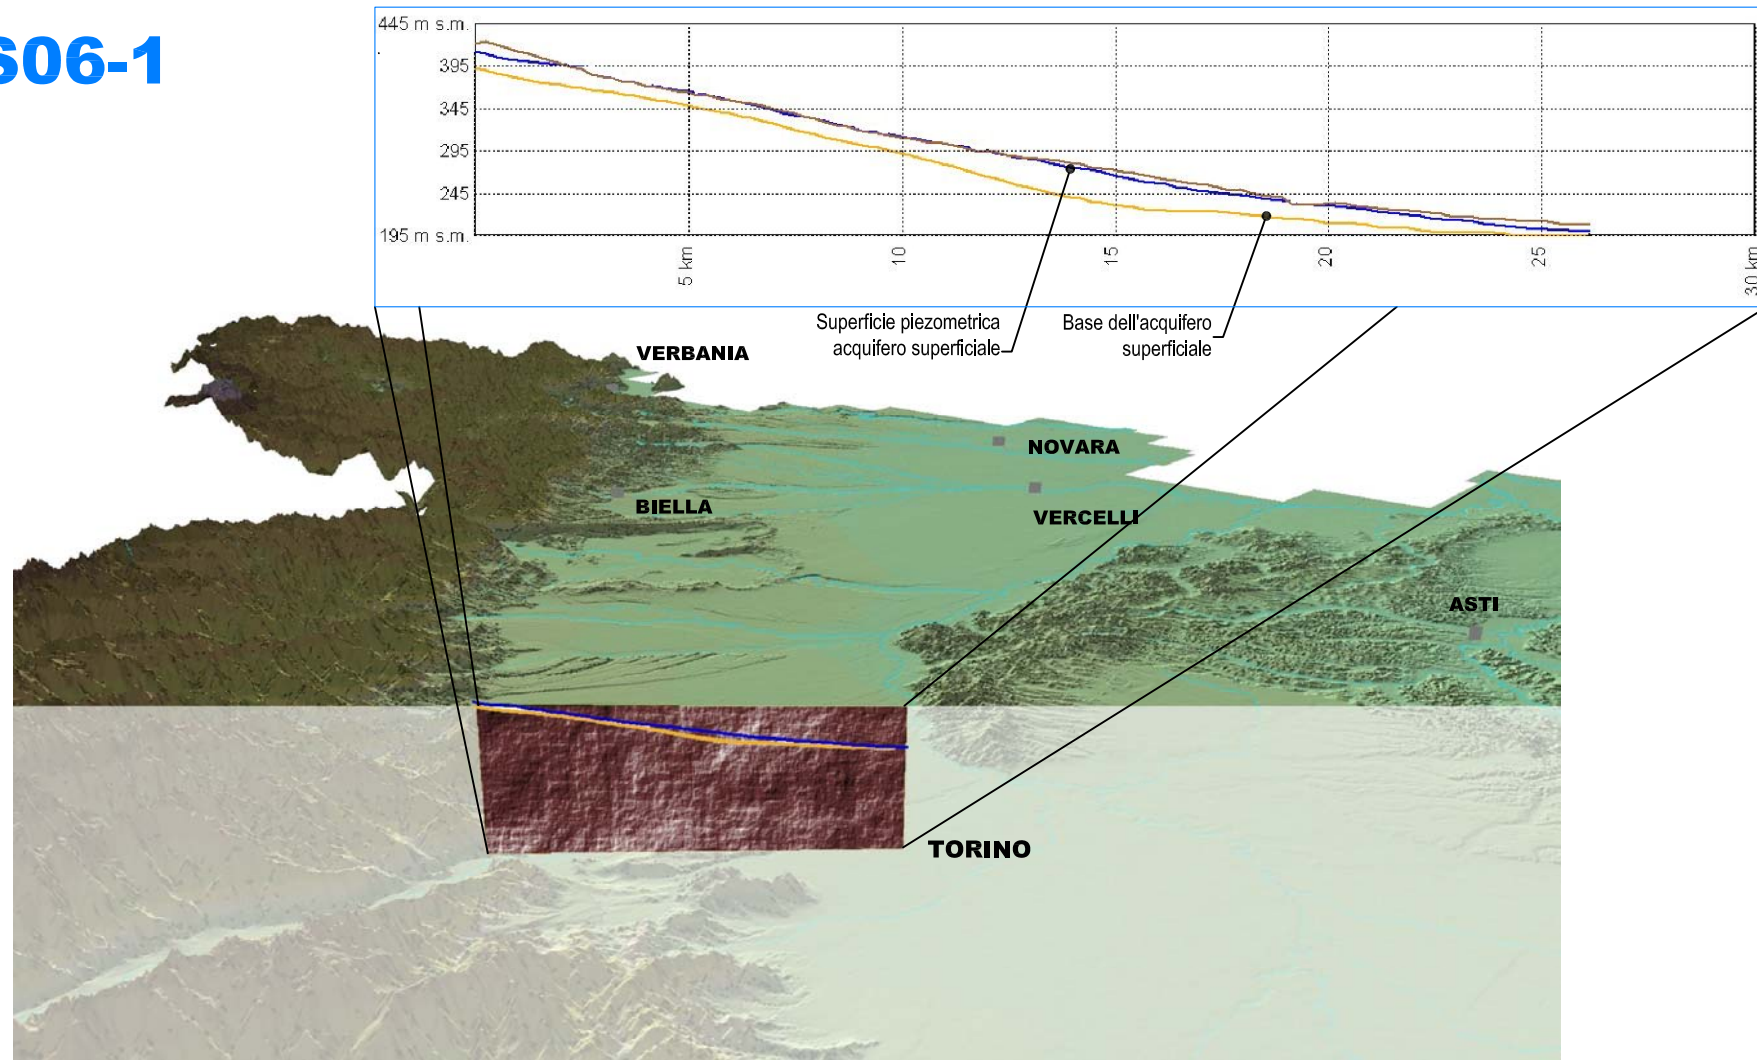 S06-1
445 m s.m.
395
345
295
245
195 m s.m.
5 km
10
15
20
25
30 km
Superficie piezometrica
acquifero superficiale
Base dell'acquifero
superficiale
VERBANIA
NOVARA
BIELLA
VERCELLI
ASTI
TORINO